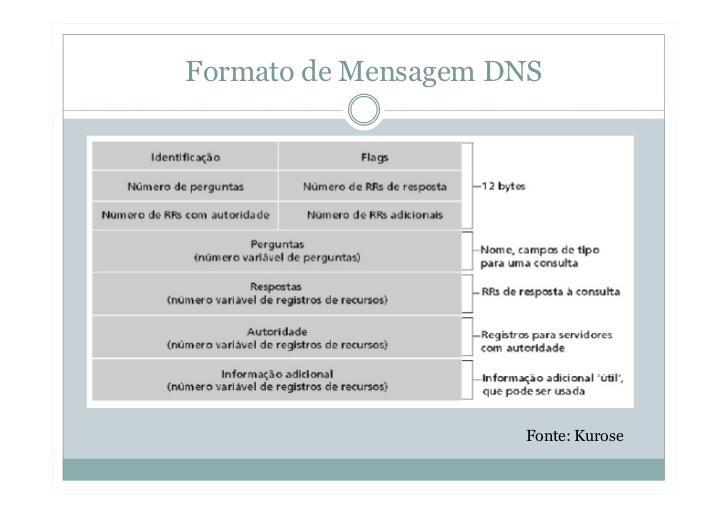 Formato de Mensagem DNS
Identificação
Flags
Número de perguntas
Número de RRs de resposta
12 bytes
Número de RRs com autoridade
Número de RRs adicionais
Perguntas
(número variável de perguntas)
Nome, campos de tipo
para uma consulta
Respostas
(número variável de registros de recursos)
RRs de resposta à consulta
Autoridade
(número variável de registros de recursos)
Registros para servidores
com autoridade
Informação adicional
(número variável de registros de recursos)
Informação adicional ‘útil’,
que pode ser usada
Fonte: Kurose